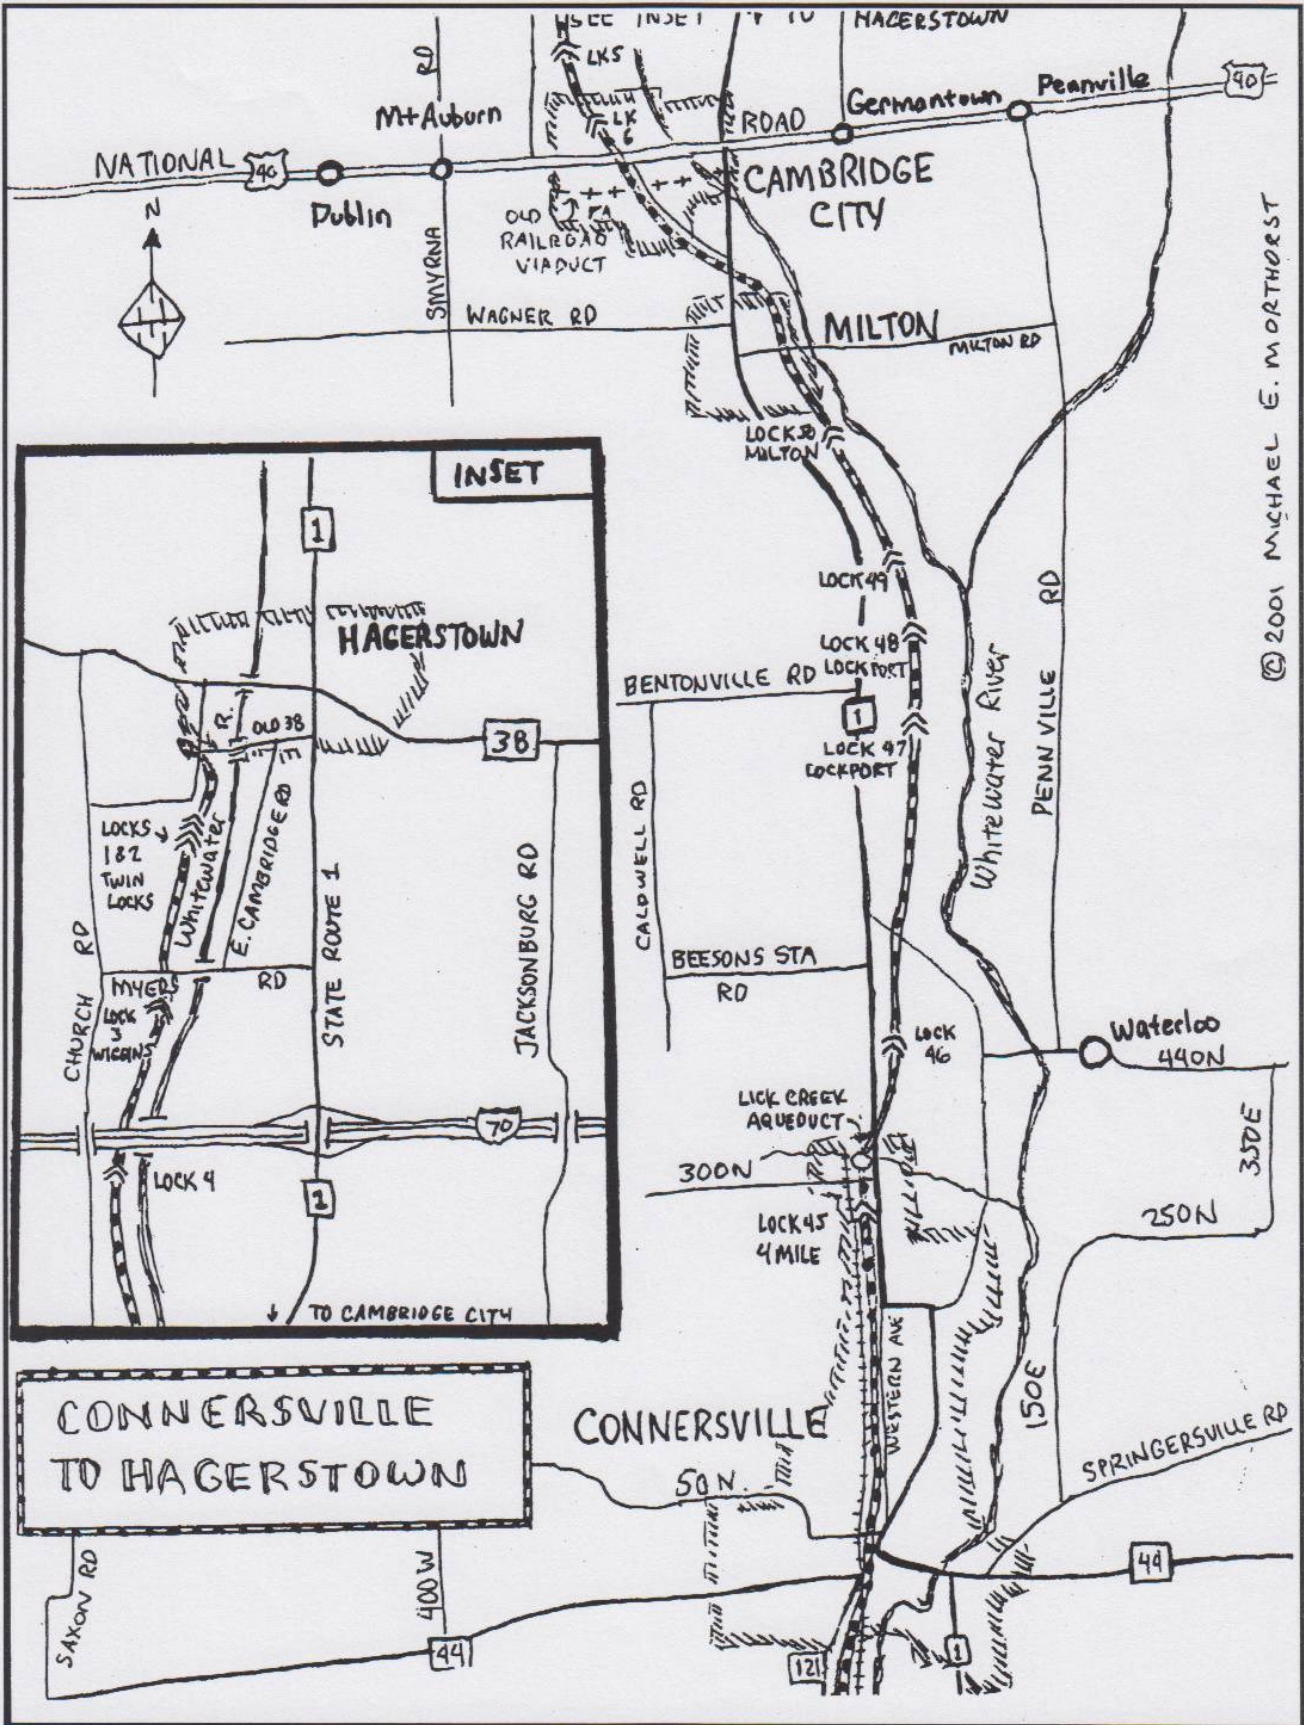 SEE INSET
↑ TO
HAGERSTOWN
LK5
RD
Mt Auburn
LK
6
ROAD
Germantown
Peanville
40
NATIONAL
40
Dublin
CAMBRIDGE
CITY
N
OLD
RAILROAD
VIADUCT
SMYRNA
WAGNER RD
MILTON
MILTON RD
LOCK 50
MILTON
© 2001 MICHAEL E. MORTHORST
INSET
1
HAGERSTOWN
R.
OLD 38
E
38
LOCKS
1&2
TWIN
LOCKS
Whitewater
E. CAMBRIDGE RD
STATE ROUTE 1
JACKSONBURG RD
CHURCH RD
MYERS RD
LOCK
3
WIGGINS
70
LOCK 4
1
↓ TO CAMBRIDGE CITY
LOCK 49
LOCK 48
LOCKPORT
BENTONVILLE RD
1
LOCK 47
LOCKPORT
Whitewater River
PENNVILLE RD
CALDWELL RD
BEESONS STA
RD
LOCK
46
Waterloo
440N
LICK CREEK
AQUEDUCT
300N
350E
250N
LOCK 45
4 MILE
WESTERN AVE
150E
CONNERSVILLE
TO HAGERSTOWN
CONNERSVILLE
50 N.
SPRINGERSVILLE RD
44
SAXON RD
400W
44
121
1